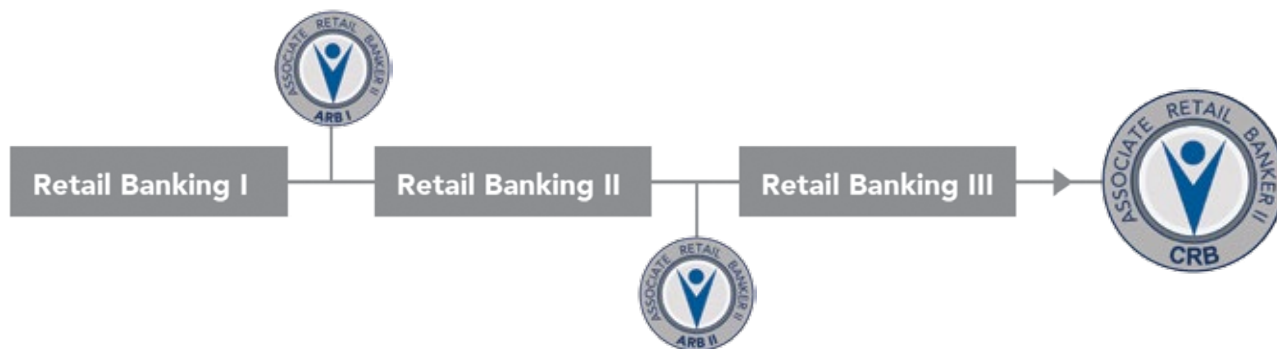 ASSOCIATE RETAIL BANKER II
ARB I
Retail Banking I
Retail Banking II
Retail Banking III
ASSOCIATE RETAIL BANKER II
CRB
ASSOCIATE RETAIL BANKER II
ARB II